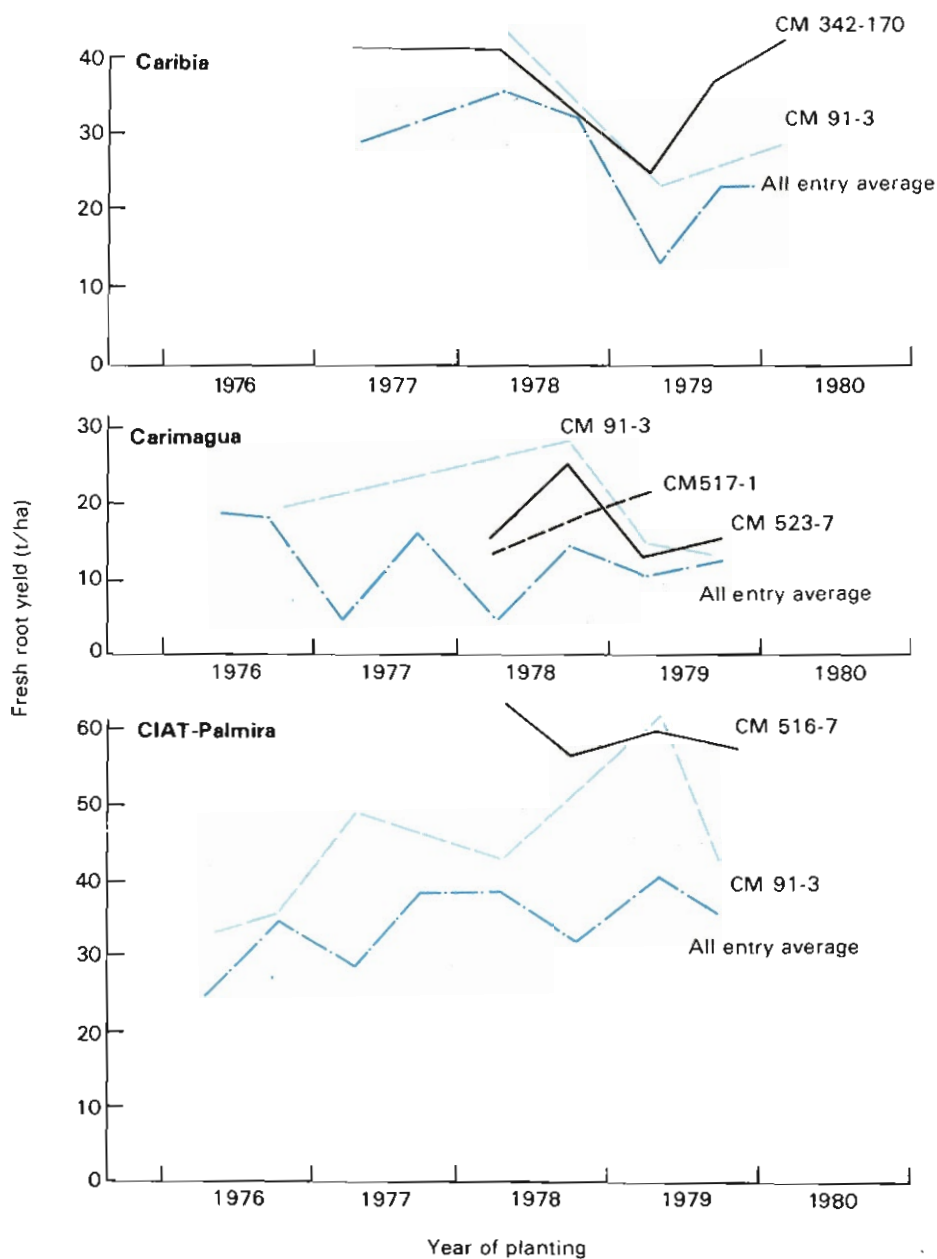 CM 342-170
40
Caribia
30
CM 91-3
All entry average
20
10
0
1976 1977 1978 1979 1980
30
Carimagua
CM 91-3
CM517-1
20
CM 523-7
10
All entry average
0
1976 1977 1978 1979 1980
Fresh root yield (t/ha)
60
CIAT-Palmira
CM 516-7
50
40
CM 91-3
All entry average
30
20
10
0
1976 1977 1978 1979 1980
Year of planting